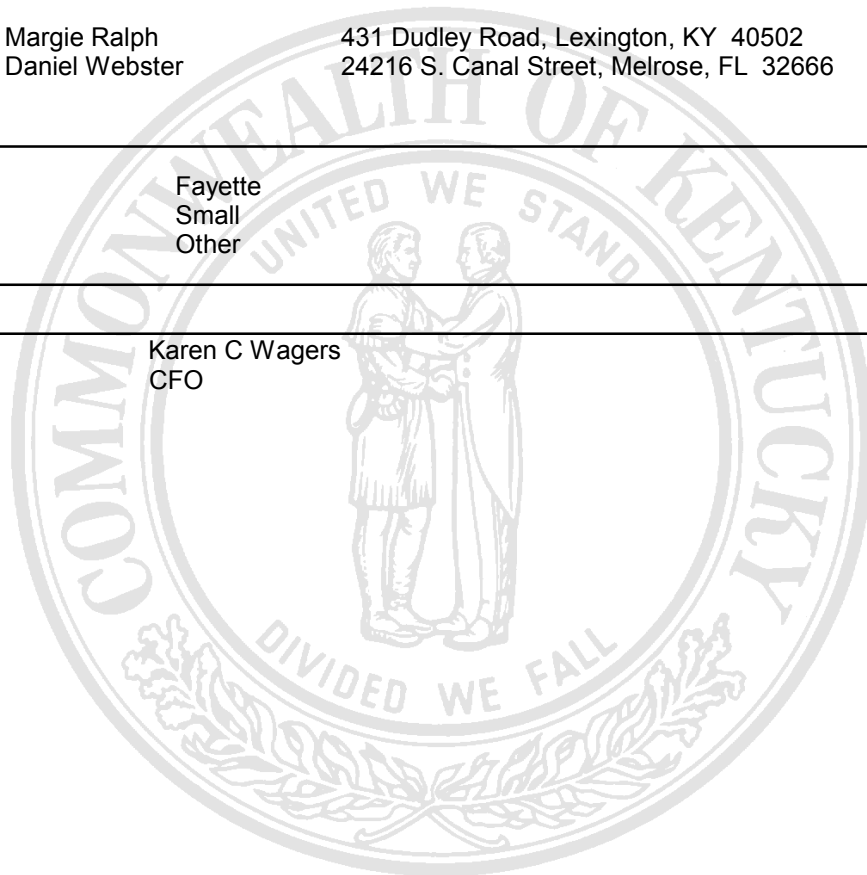 Margie Ralph 431 Dudley Road, Lexington, KY 40502
Daniel Webster 24216 S. Canal Street, Melrose, FL 32666
COMMONWEALTH OF KENTUCKY
UNITED WE STAND
Fayette
Small
Other
Karen C Wagers
CFO
DIVIDED WE FALL